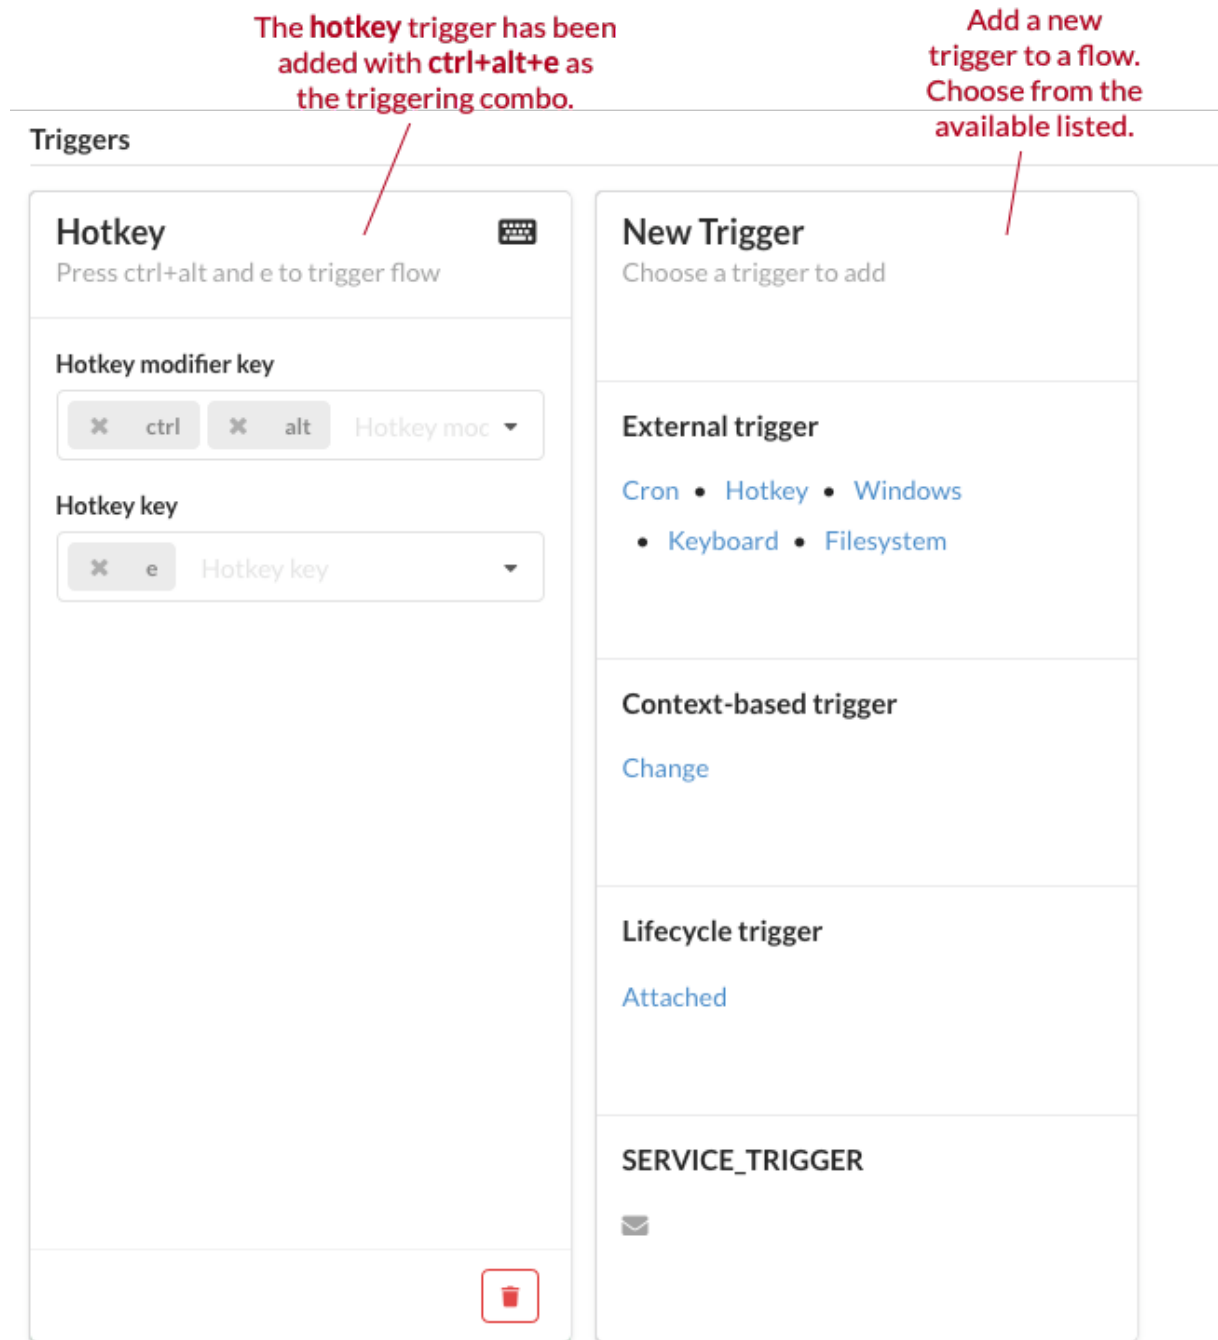 The hotkey trigger has been
added with ctrl+alt+e as
the triggering combo.
Add a new
trigger to a flow.
Choose from the
available listed.
Triggers
Hotkey
Press ctrl+alt and e to trigger flow
Hotkey modifier key
ctrl alt Hotkey moc
Hotkey key
e Hotkey key
New Trigger
Choose a trigger to add
External trigger
Cron • Hotkey • Windows
• Keyboard • Filesystem
Context-based trigger
Change
Lifecycle trigger
Attached
SERVICE_TRIGGER